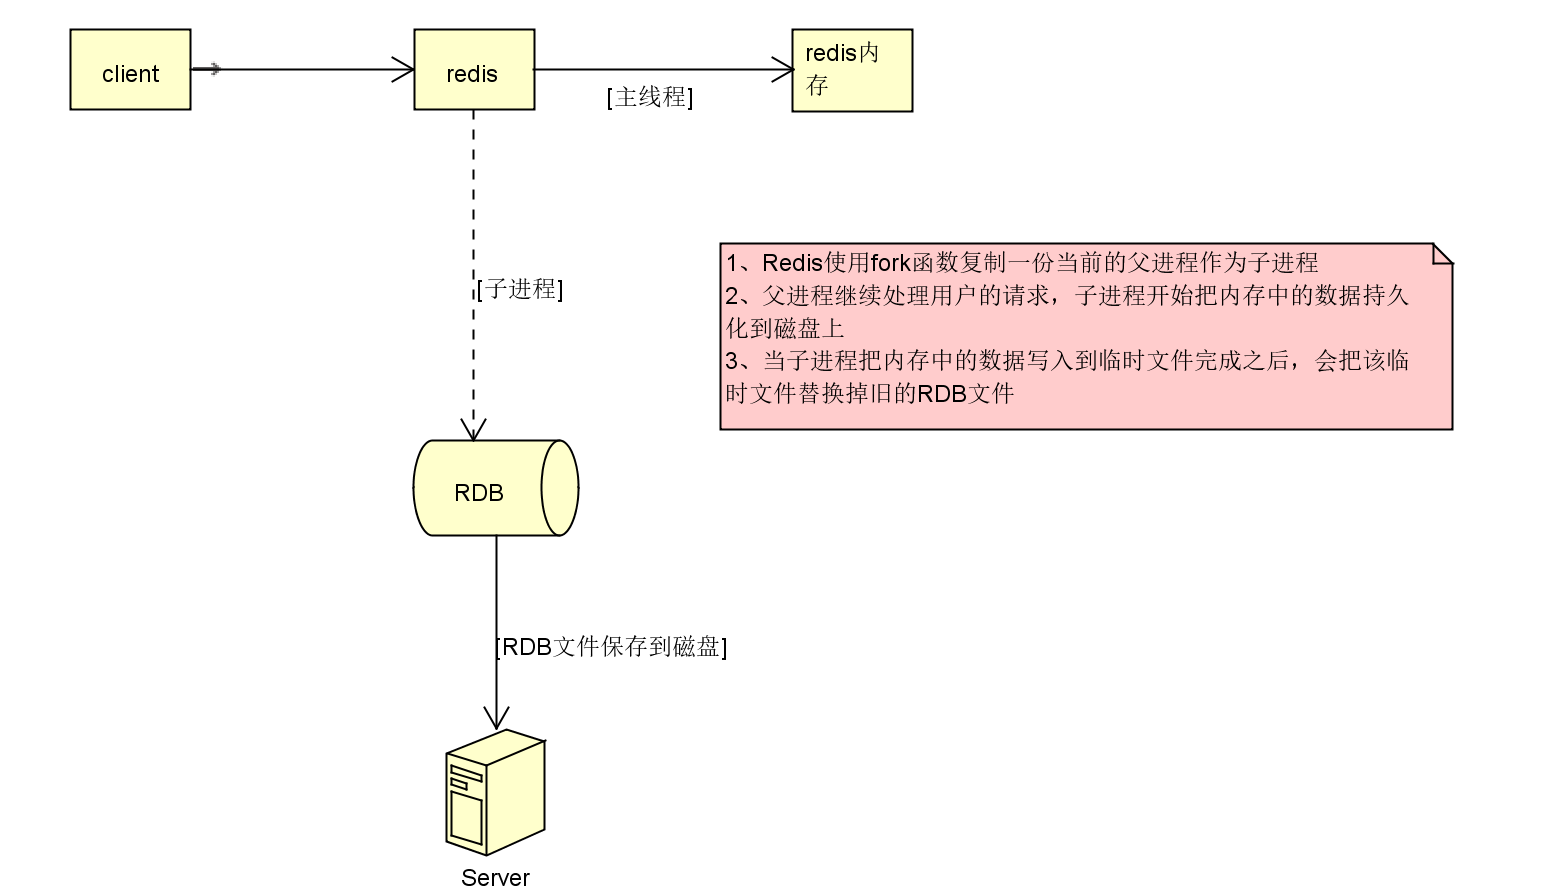 client
redis
redis内
存
[主线程]
1、Redis使用fork函数复制一份当前的父进程作为子进程
2、父进程继续处理用户的请求，子进程开始把内存中的数据持久
化到磁盘上
3、当子进程把内存中的数据写入到临时文件完成之后，会把该临
时文件替换掉旧的RDB文件
[子进程]
RDB
[RDB文件保存到磁盘]
Server